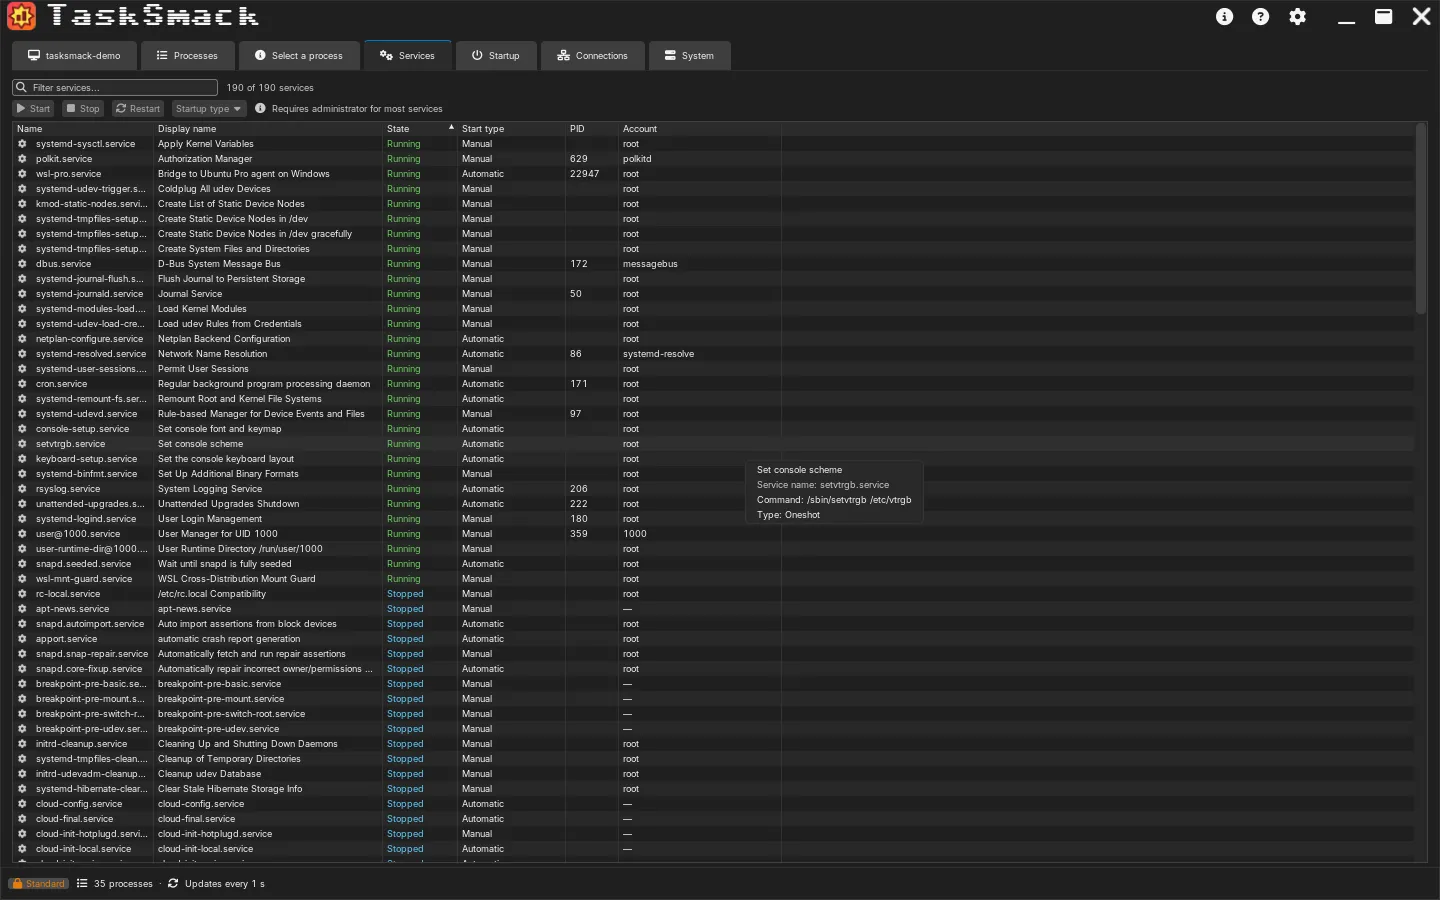 TaskSmack
tasksmack-demo Processes Select a process Services Startup Connections System
Filter services... 190 of 190 services
Start Stop Restart Startup type Requires administrator for most services
Name Display name State Start type PID Account
systemd-sysctl.service Apply Kernel Variables Running Manual root
polkit.service Authorization Manager Running Manual 629 polkitd
wsl-pro.service Bridge to Ubuntu Pro agent on Windows Running Automatic 22947 root
systemd-udev-trigger.s... Coldplug All udev Devices Running Manual root
kmod-static-nodes.servi... Create List of Static Device Nodes Running Manual root
systemd-tmpfiles-setup... Create Static Device Nodes in /dev Running Manual root
systemd-tmpfiles-setup... Create Static Device Nodes in /dev gracefully Running Manual root
systemd-tmpfiles-setup... Create System Files and Directories Running Manual root
dbus.service D-Bus System Message Bus Running Manual 172 messagebus
systemd-journal-flush.s... Flush Journal to Persistent Storage Running Manual root
systemd-journald.service Journal Service Running Manual 50 root
systemd-modules-load.... Load Kernel Modules Running Manual root
systemd-udev-load-cre... Load udev Rules from Credentials Running Manual root
netplan-configure.service Netplan Backend Configuration Running Automatic root
systemd-resolved.service Network Name Resolution Running Automatic 86 systemd-resolve
systemd-user-sessions.... Permit User Sessions Running Manual root
cron.service Regular background program processing daemon Running Automatic 171 root
systemd-remount-fs.ser... Remount Root and Kernel File Systems Running Automatic root
systemd-udevd.service Rule-based Manager for Device Events and Files Running Manual 97 root
console-setup.service Set console font and keymap Running Automatic root
setvtrgb.service Set console scheme Running Automatic root
keyboard-setup.service Set the console keyboard layout Running Automatic root
systemd-binfmt.service Set Up Additional Binary Formats Running Manual root
rsyslog.service System Logging Service Running Automatic 206 root
unattended-upgrades.s... Unattended Upgrades Shutdown Running Automatic 222 root
systemd-logind.service User Login Management Running Manual 180 root
user@1000.service User Manager for UID 1000 Running Manual 359 1000
user-runtime-dir@1000.... User Runtime Directory /run/user/1000 Running Manual root
snapd.seeded.service Wait until snapd is fully seeded Running Automatic root
wsl-mnt-guard.service WSL Cross-Distribution Mount Guard Running Manual root
rc-local.service /etc/rc.local Compatibility Stopped Manual root
apt-news.service apt-news.service Stopped Manual —
snapd.autoimport.service Auto import assertions from block devices Stopped Automatic root
apport.service automatic crash report generation Stopped Automatic root
snapd.snap-repair.service Automatically fetch and run repair assertions Stopped Manual root
snapd.core-fixup.service Automatically repair incorrect owner/permissions ... Stopped Automatic root
breakpoint-pre-basic.se... breakpoint-pre-basic.service Stopped Manual —
breakpoint-pre-mount.s... breakpoint-pre-mount.service Stopped Manual —
breakpoint-pre-switch-r... breakpoint-pre-switch-root.service Stopped Manual —
breakpoint-pre-udev.ser... breakpoint-pre-udev.service Stopped Manual —
initrd-cleanup.service Cleaning Up and Shutting Down Daemons Stopped Manual root
systemd-tmpfiles-clean.... Cleanup of Temporary Directories Stopped Manual root
initrd-udevadm-cleanup... Cleanup udev Database Stopped Manual root
systemd-hibernate-clear... Clear Stale Hibernate Storage Info Stopped Manual root
cloud-config.service cloud-config.service Stopped Automatic —
cloud-final.service cloud-final.service Stopped Automatic —
cloud-init-hotplugd.servi... cloud-init-hotplugd.service Stopped Manual —
cloud-init-local.service cloud-init-local.service Stopped Automatic —
Set console scheme
Service name: setvtrgb.service
Command: /sbin/setvtrgb /etc/vtrgb
Type: Oneshot
Standard 35 processes · Updates every 1 s